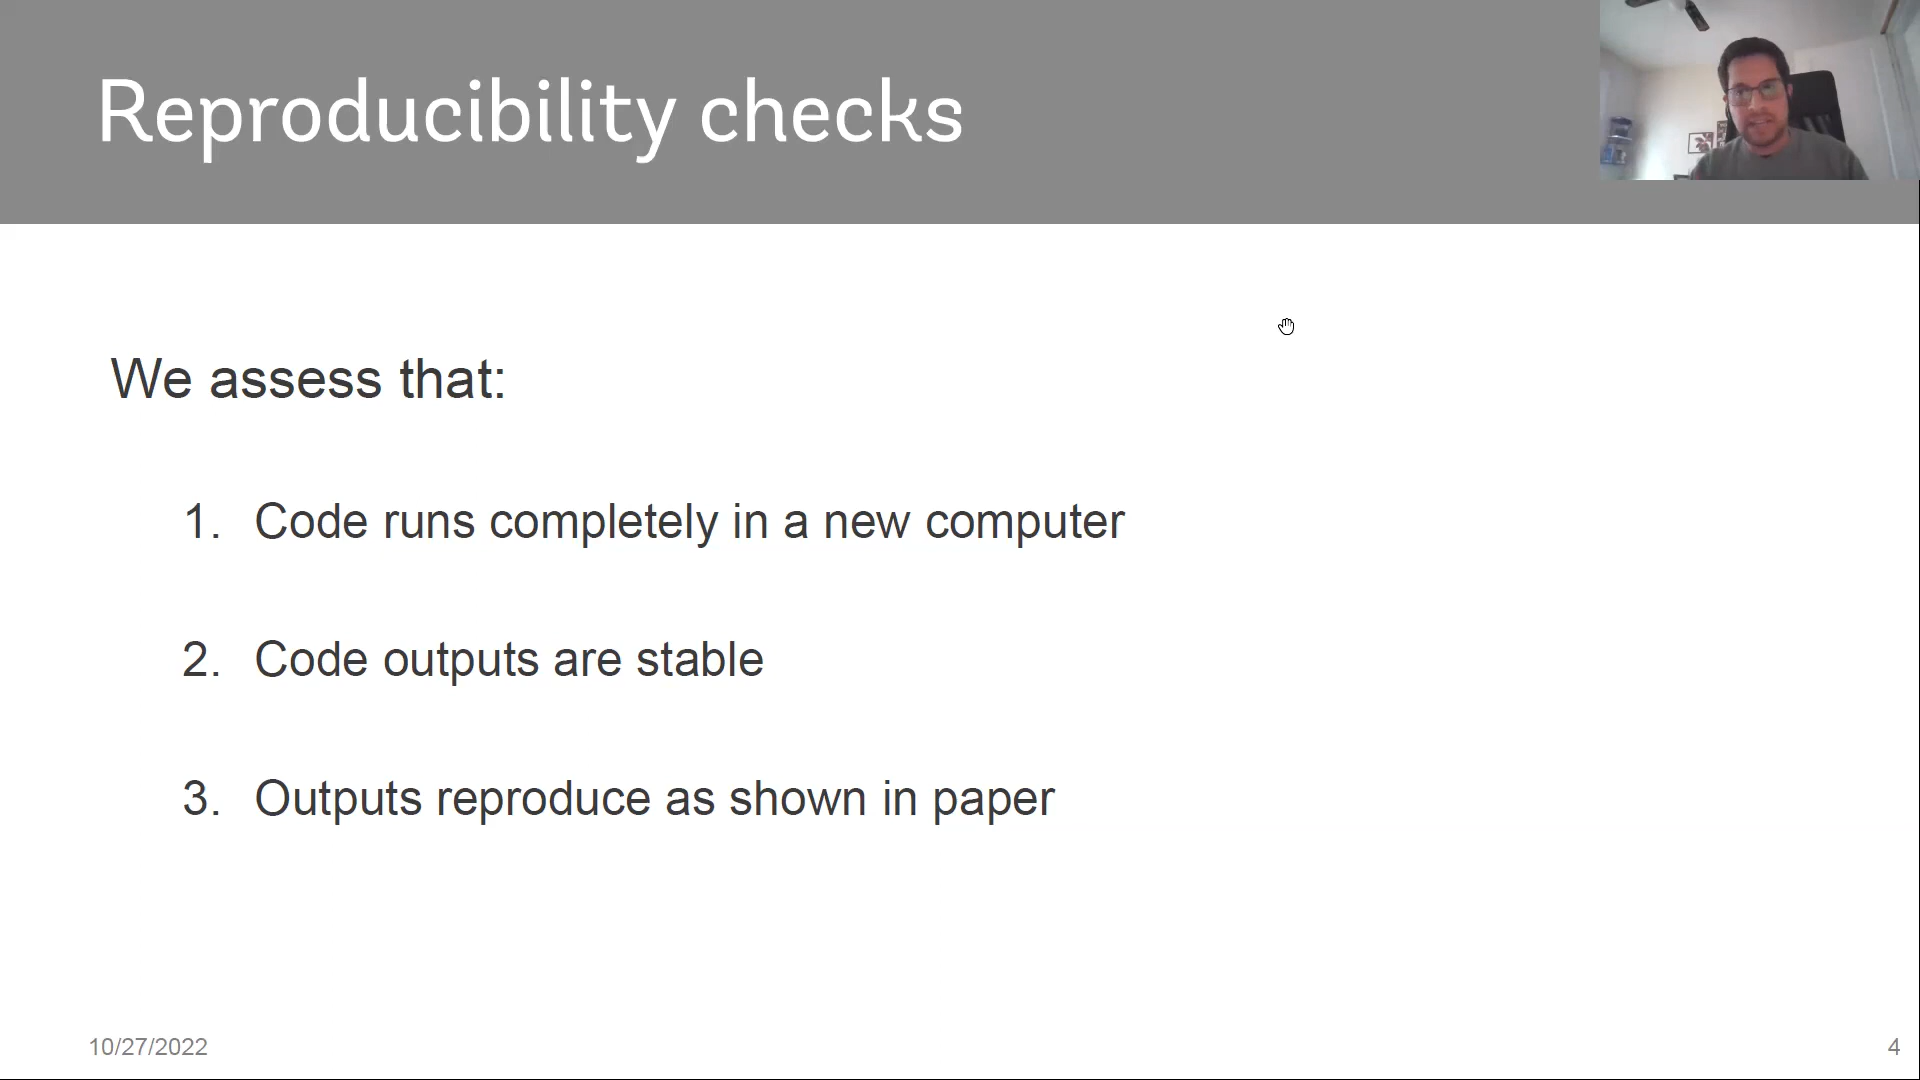 Reproducibility checks
We assess that:
1. Code runs completely in a new computer
2. Code outputs are stable
3. Outputs reproduce as shown in paper
10/27/2022
4